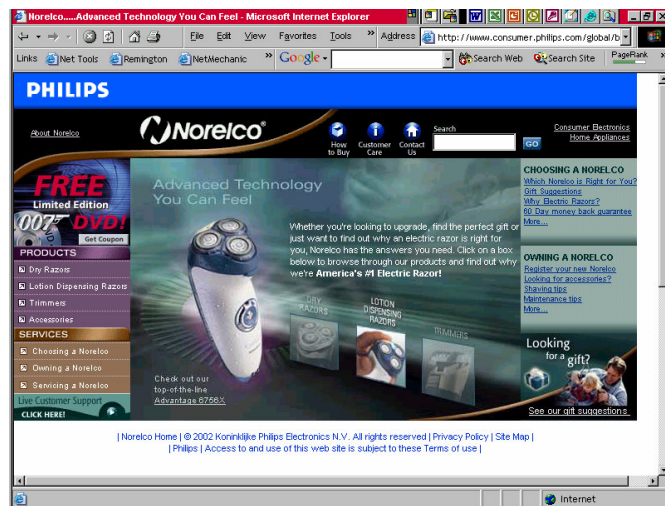 Norelco.....Advanced Technology You Can Feel - Microsoft Internet Explorer
File Edit View Favorites Tools » Address http://www.consumer.philips.com/global/b
Links Net Tools Remington NetMechanic » Google Search Web Search Site PageRank »
PHILIPS
About Norelco
Norelco®
How to Buy
Customer Care
Contact Us
Search
GO
Consumer Electronics
Home Appliances
FREE
Limited Edition
007 DVD!
Get Coupon
PRODUCTS
Dry Razors
Lotion Dispensing Razors
Trimmers
Accessories
SERVICES
Choosing a Norelco
Owning a Norelco
Servicing a Norelco
Live Customer Support
CLICK HERE!
Advanced Technology
You Can Feel
Whether you're looking to upgrade, find the perfect gift or
just want to find out why an electric razor is right for
you, Norelco has the answers you need. Click on a box
below to browse through our products and find out why
we're America's #1 Electric Razor!
DRY
RAZORS
LOTION
DISPENSING
RAZORS
TRIMMERS
Check out our
top-of-the-line
Advantage 6756X
CHOOSING A NORELCO
Which Norelco is Right for You?
Gift Suggestions
Why Electric Razors?
60 Day money back guarantee
More...
OWNING A NORELCO
Register your new Norelco
Looking for accessories?
Shaving tips
Maintenance tips
More...
Looking
for a gift?
See our gift suggestions
| Norelco Home | © 2002 Koninklijke Philips Electronics N.V. All rights reserved | Privacy Policy | Site Map |
| Philips | Access to and use of this web site is subject to these Terms of use |
Internet